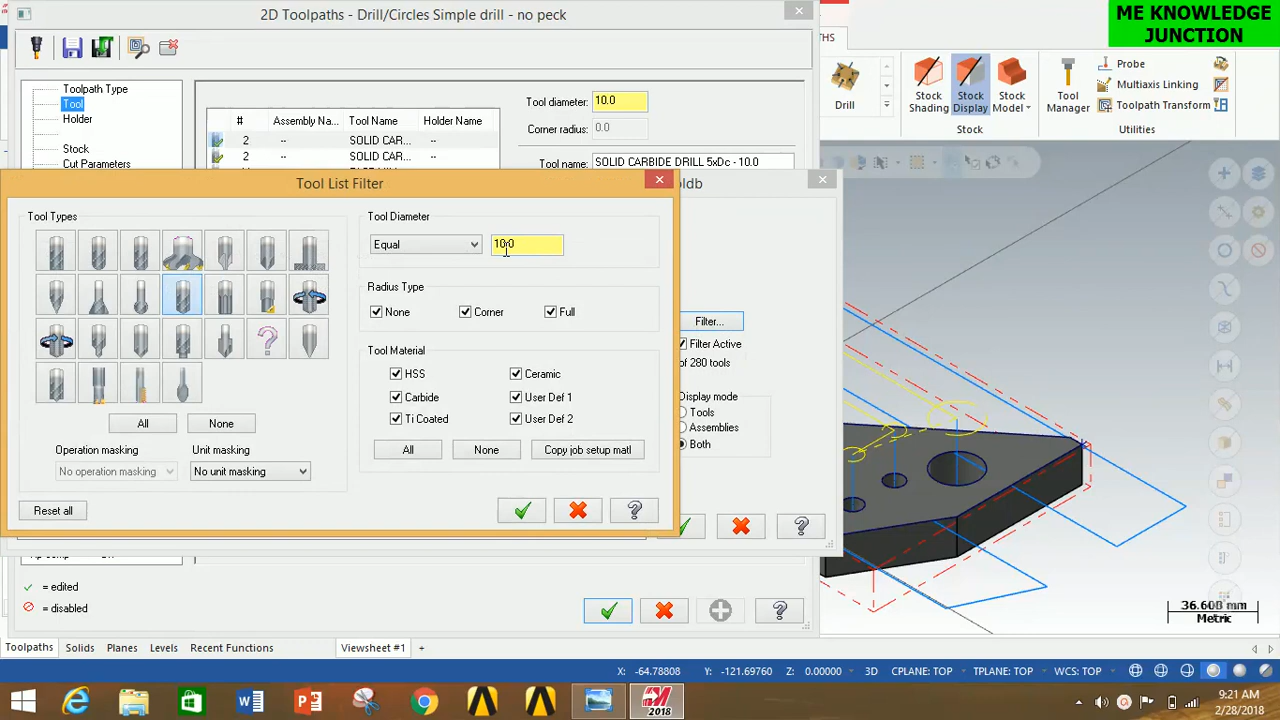 2D Toolpaths - Drill/Circles Simple drill - no peck
ME KNOWLEDGE
JUNCTION
Toolpath Type
Tool
Holder
Stock
Cut Parameters
# Assembly Na... Tool Name Holder Name
2 -- SOLID CAR... --
2 -- SOLID CAR... --
Tool diameter: 10.0
Corner radius: 0.0
Tool name: SOLID CARBIDE DRILL 5xDc - 10.0
Drill
Stock
Shading
Stock
Display
Stock
Model
Tool
Manager
Probe
Multiaxis Linking
Toolpath Transform
Stock
Utilities
Tool List Filter
Tool Types
Tool Diameter
Equal
10.0
Radius Type
None Corner Full
Tool Material
HSS Ceramic
Carbide User Def 1
Ti Coated User Def 2
All None Copy job setup matl
All None
Operation masking Unit masking
No operation masking No unit masking
Reset all
Filter...
Filter Active
of 280 tools
Display mode
Tools
Assemblies
Both
= edited
= disabled
36.608 mm
Metric
Toolpaths Solids Planes Levels Recent Functions Viewsheet #1 +
X: -64.78808 Y: -121.69760 Z: 0.00000 3D CPLANE: TOP TPLANE: TOP WCS: TOP
2018
9:21 AM
2/28/2018